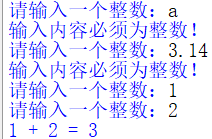 请输入一个整数：a
输入内容必须为整数！
请输入一个整数：3.14
输入内容必须为整数！
请输入一个整数：1
请输入一个整数：2
1 + 2 = 3